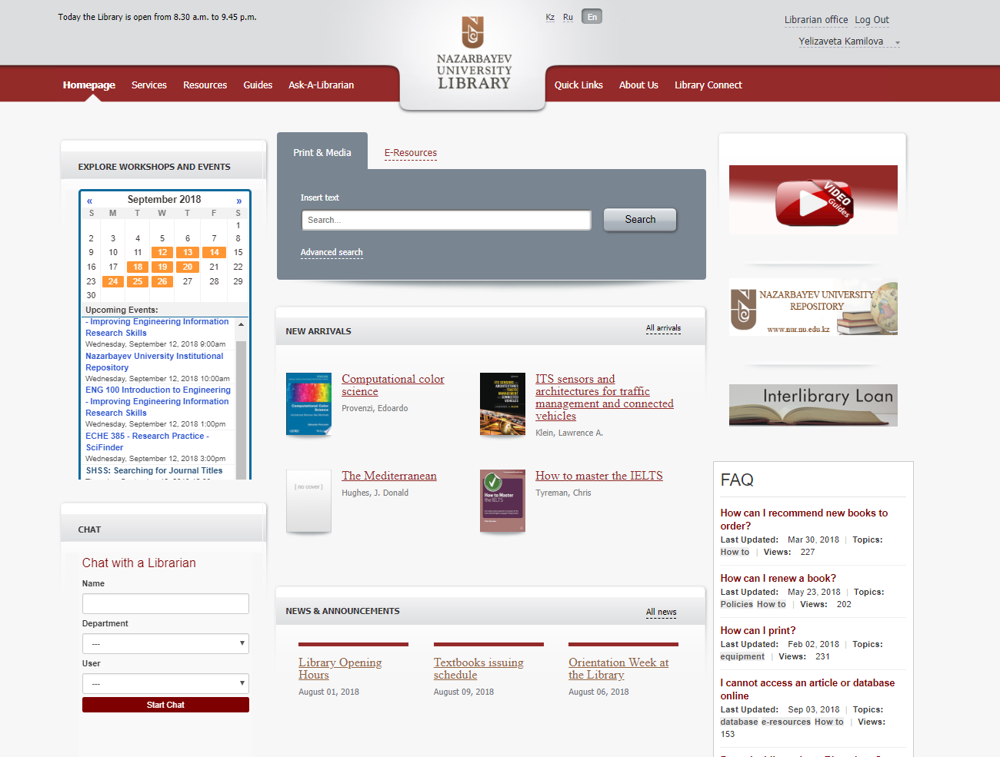 Today the Library is open from 8.30 a.m. to 9.45 p.m.
Kz Ru En
Librarian office Log Out
Yelizaveta Kamilova
NAZARBAYEV
UNIVERSITY
LIBRARY
Homepage Services Resources Guides Ask-A-Librarian Quick Links About Us Library Connect
EXPLORE WORKSHOPS AND EVENTS
« September 2018 »
S M T W T F S
1
2 3 4 5 6 7 8
9 10 11 12 13 14 15
16 17 18 19 20 21 22
23 24 25 26 27 28 29
30
Upcoming Events:
- Improving Engineering Information
Research Skills
Wednesday, September 12, 2018 9:00am
Nazarbayev University Institutional
Repository
Wednesday, September 12, 2018 10:00am
ENG 100 Introduction to Engineering
- Improving Engineering Information
Research Skills
Wednesday, September 12, 2018 1:00pm
ECHE 385 - Research Practice -
SciFinder
Wednesday, September 12, 2018 3:00pm
SHSS: Searching for Journal Titles
CHAT
Chat with a Librarian
Name
Department
---
User
---
Start Chat
Print & Media E-Resources
Insert text
Search...
Search
Advanced search
NEW ARRIVALS
All arrivals
Computational Color
Science
Computational color
science
Provenzi, Edoardo
ITS sensors and
architectures for traffic
management and connected
vehicles
Klein, Lawrence A.
[ no cover ]
The Mediterranean
Hughes, J. Donald
How to Master
the IELTS
How to master the IELTS
Tyreman, Chris
NEWS & ANNOUNCEMENTS
All news
Library Opening
Hours
August 01, 2018
Textbooks issuing
schedule
August 09, 2018
Orientation Week at
the Library
August 06, 2018
VIDEO
Guides
NAZARBAYEV UNIVERSITY
REPOSITORY
www.nur.nu.edu.kz
Interlibrary Loan
FAQ
How can I recommend new books to
order?
Last Updated: Mar 30, 2018 | Topics:
How to | Views: 227
How can I renew a book?
Last Updated: May 23, 2018 | Topics:
Policies How to | Views: 202
How can I print?
Last Updated: Feb 02, 2018 | Topics:
equipment | Views: 231
I cannot access an article or database
online
Last Updated: Sep 03, 2018 | Topics:
database e-resources How to | Views:
153